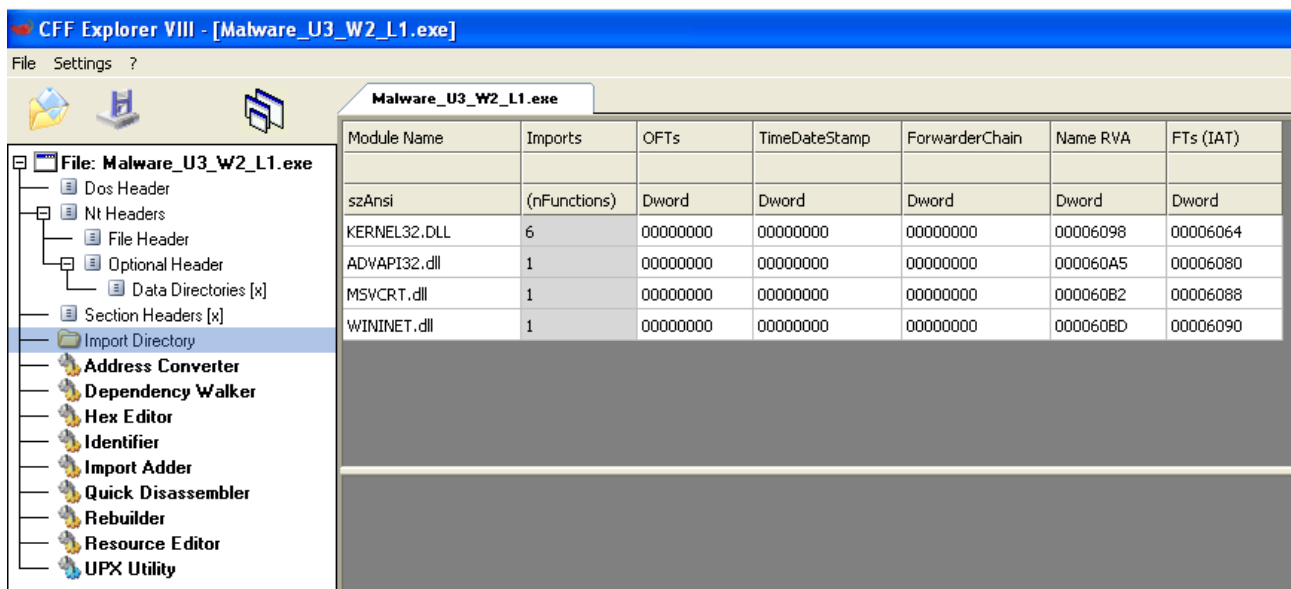 CFF Explorer VIII - [Malware_U3_W2_L1.exe]
File Settings ?
Malware_U3_W2_L1.exe
File: Malware_U3_W2_L1.exe
Dos Header
Nt Headers
File Header
Optional Header
Data Directories [x]
Section Headers [x]
Import Directory
Address Converter
Dependency Walker
Hex Editor
Identifier
Import Adder
Quick Disassembler
Rebuilder
Resource Editor
UPX Utility
Module Name Imports OFTs TimeDateStamp ForwarderChain Name RVA FTs (IAT)
szAnsi (nFunctions) Dword Dword Dword Dword Dword
KERNEL32.DLL 6 00000000 00000000 00000000 00006098 00006064
ADVAPI32.dll 1 00000000 00000000 00000000 000060A5 00006080
MSVCRT.dll 1 00000000 00000000 00000000 000060B2 00006088
WININET.dll 1 00000000 00000000 00000000 000060BD 00006090